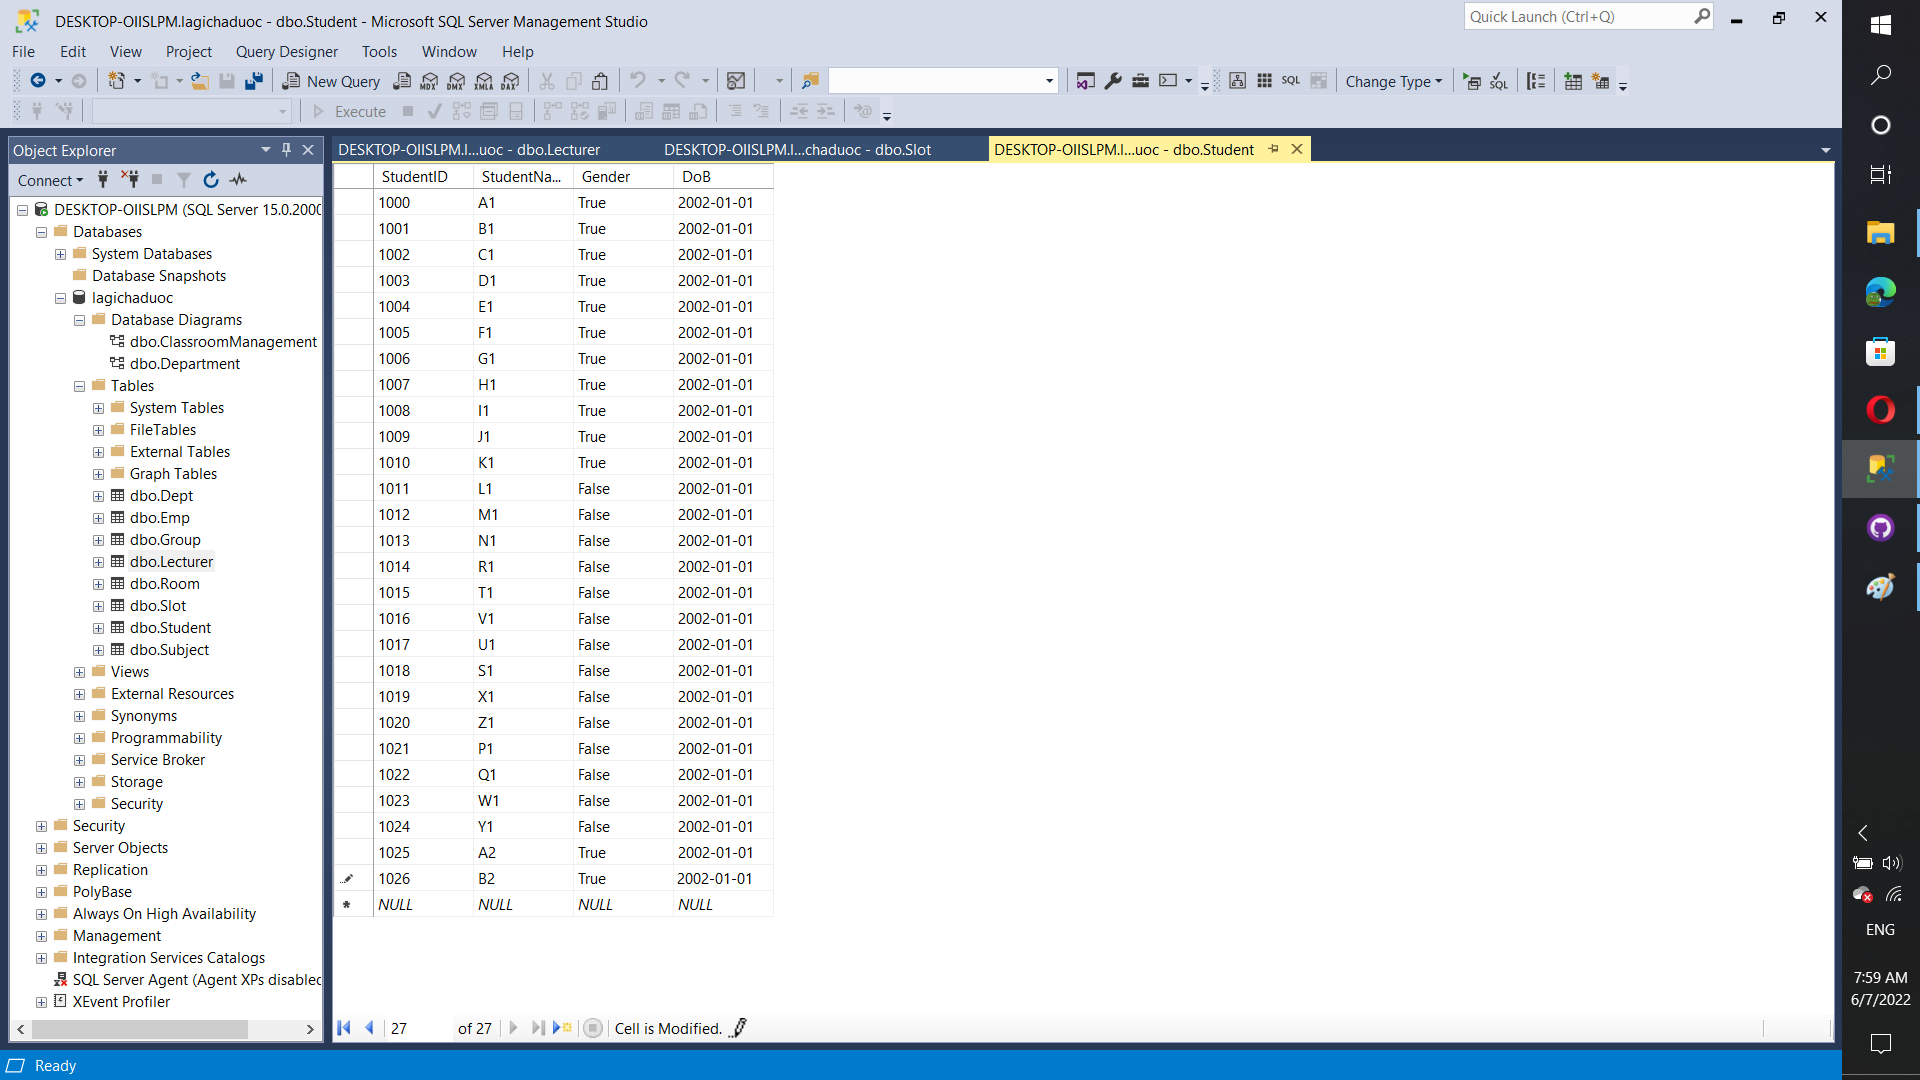 DESKTOP-OIISLPM.lagichaduoc - dbo.Student - Microsoft SQL Server Management Studio
Quick Launch (Ctrl+Q)
File Edit View Project Query Designer Tools Window Help
New Query MDX DMX XMLA DAX SQL Change Type SQL
Execute
Object Explorer
DESKTOP-OIISLPM.l...uoc - dbo.Lecturer DESKTOP-OIISLPM.l...chaduoc - dbo.Slot DESKTOP-OIISLPM.l...uoc - dbo.Student
Connect
DESKTOP-OIISLPM (SQL Server 15.0.2000
Databases
System Databases
Database Snapshots
lagichaduoc
Database Diagrams
dbo.ClassroomManagement
dbo.Department
Tables
System Tables
FileTables
External Tables
Graph Tables
dbo.Dept
dbo.Emp
dbo.Group
dbo.Lecturer
dbo.Room
dbo.Slot
dbo.Student
dbo.Subject
Views
External Resources
Synonyms
Programmability
Service Broker
Storage
Security
Security
Server Objects
Replication
PolyBase
Always On High Availability
Management
Integration Services Catalogs
SQL Server Agent (Agent XPs disabled
XEvent Profiler
StudentID StudentNa... Gender DoB
1000 A1 True 2002-01-01
1001 B1 True 2002-01-01
1002 C1 True 2002-01-01
1003 D1 True 2002-01-01
1004 E1 True 2002-01-01
1005 F1 True 2002-01-01
1006 G1 True 2002-01-01
1007 H1 True 2002-01-01
1008 I1 True 2002-01-01
1009 J1 True 2002-01-01
1010 K1 True 2002-01-01
1011 L1 False 2002-01-01
1012 M1 False 2002-01-01
1013 N1 False 2002-01-01
1014 R1 False 2002-01-01
1015 T1 False 2002-01-01
1016 V1 False 2002-01-01
1017 U1 False 2002-01-01
1018 S1 False 2002-01-01
1019 X1 False 2002-01-01
1020 Z1 False 2002-01-01
1021 P1 False 2002-01-01
1022 Q1 False 2002-01-01
1023 W1 False 2002-01-01
1024 Y1 False 2002-01-01
1025 A2 True 2002-01-01
1026 B2 True 2002-01-01
NULL NULL NULL NULL
27 of 27 Cell is Modified.
Ready
ENG
7:59 AM
6/7/2022